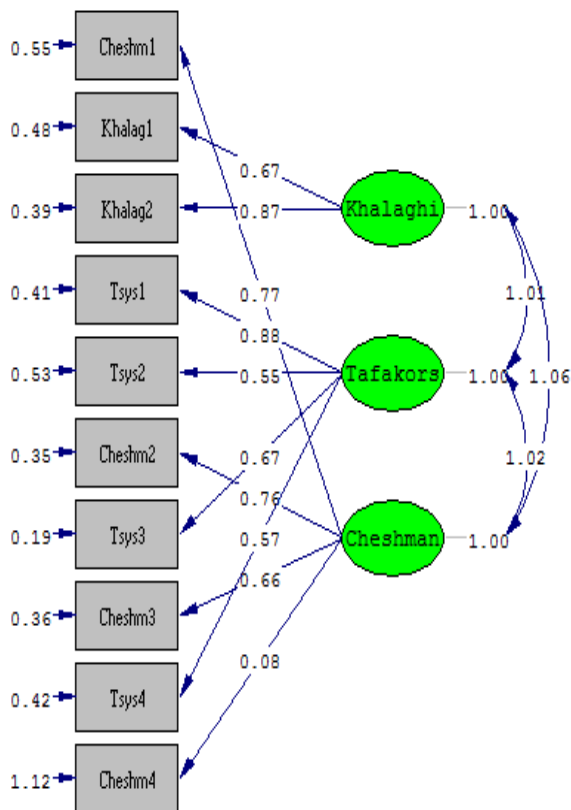 0.55 Cheshm1
0.48 Khalag1
0.67
Khalaghi 1.00
0.39 Khalag2
0.87
0.41 Tsys1
0.77
1.01
0.88
0.53 Tsys2
0.55
Tafakors 1.00
1.06
0.35 Cheshm2
0.67
1.02
0.76
0.19 Tsys3
0.57
Cheshman 1.00
0.66
0.36 Cheshm3
0.08
0.42 Tsys4
1.12 Cheshm4